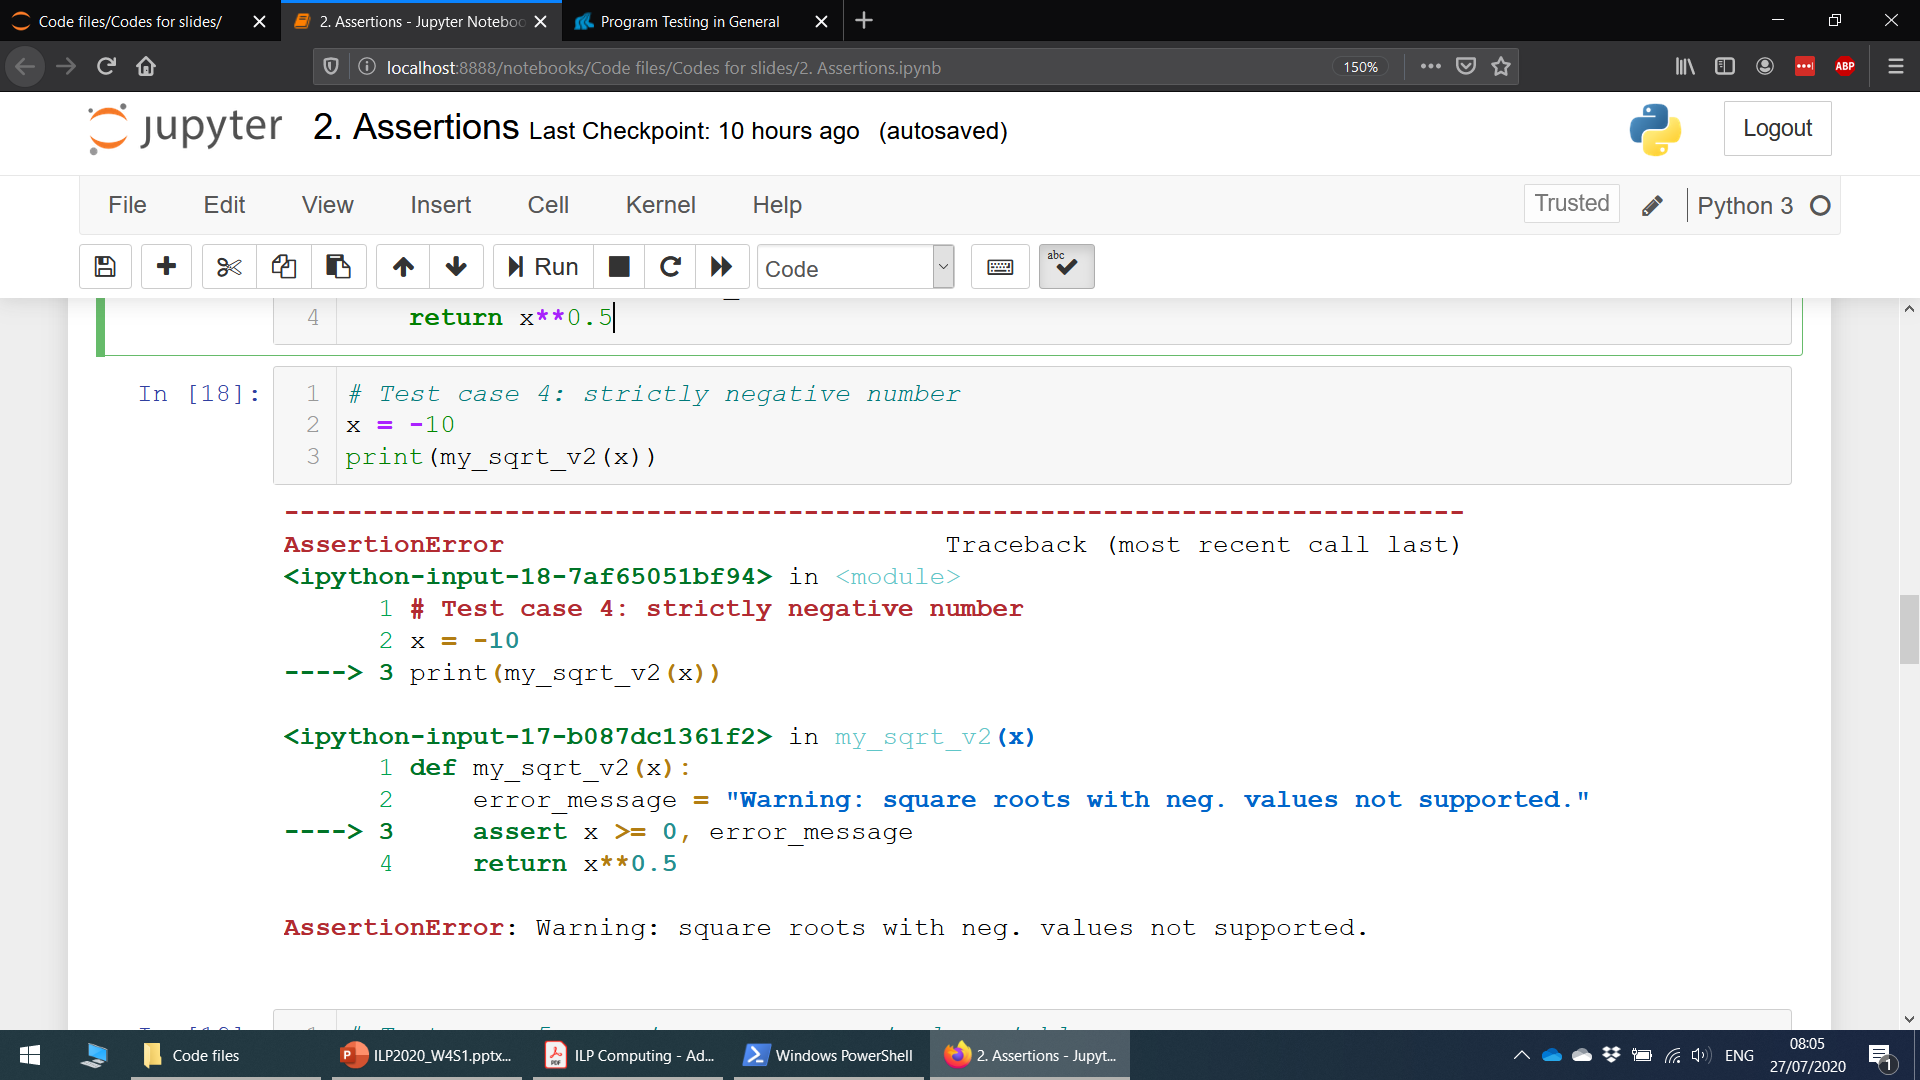 Code files/Codes for slides/
2. Assertions - Jupyter Noteboo
Program Testing in General
localhost:8888/notebooks/Code files/Codes for slides/2. Assertions.ipynb
150%
ABP
jupyter 2. Assertions Last Checkpoint: 10 hours ago (autosaved)
Logout
File Edit View Insert Cell Kernel Help
Trusted
Python 3
Run
Code
abc
4 return x**0.5
In [18]:
1 # Test case 4: strictly negative number
2 x = -10
3 print(my_sqrt_v2(x))
---------------------------------------------------------------------------
AssertionError Traceback (most recent call last)
<ipython-input-18-7af65051bf94> in <module>
1 # Test case 4: strictly negative number
2 x = -10
----> 3 print(my_sqrt_v2(x))
<ipython-input-17-b087dc1361f2> in my_sqrt_v2(x)
1 def my_sqrt_v2(x):
2 error_message = "Warning: square roots with neg. values not supported."
----> 3 assert x >= 0, error_message
4 return x**0.5
AssertionError: Warning: square roots with neg. values not supported.
Code files
ILP2020_W4S1.pptx...
ILP Computing - Ad...
Windows PowerShell
2. Assertions - Jupyt...
ENG
08:05
27/07/2020
1